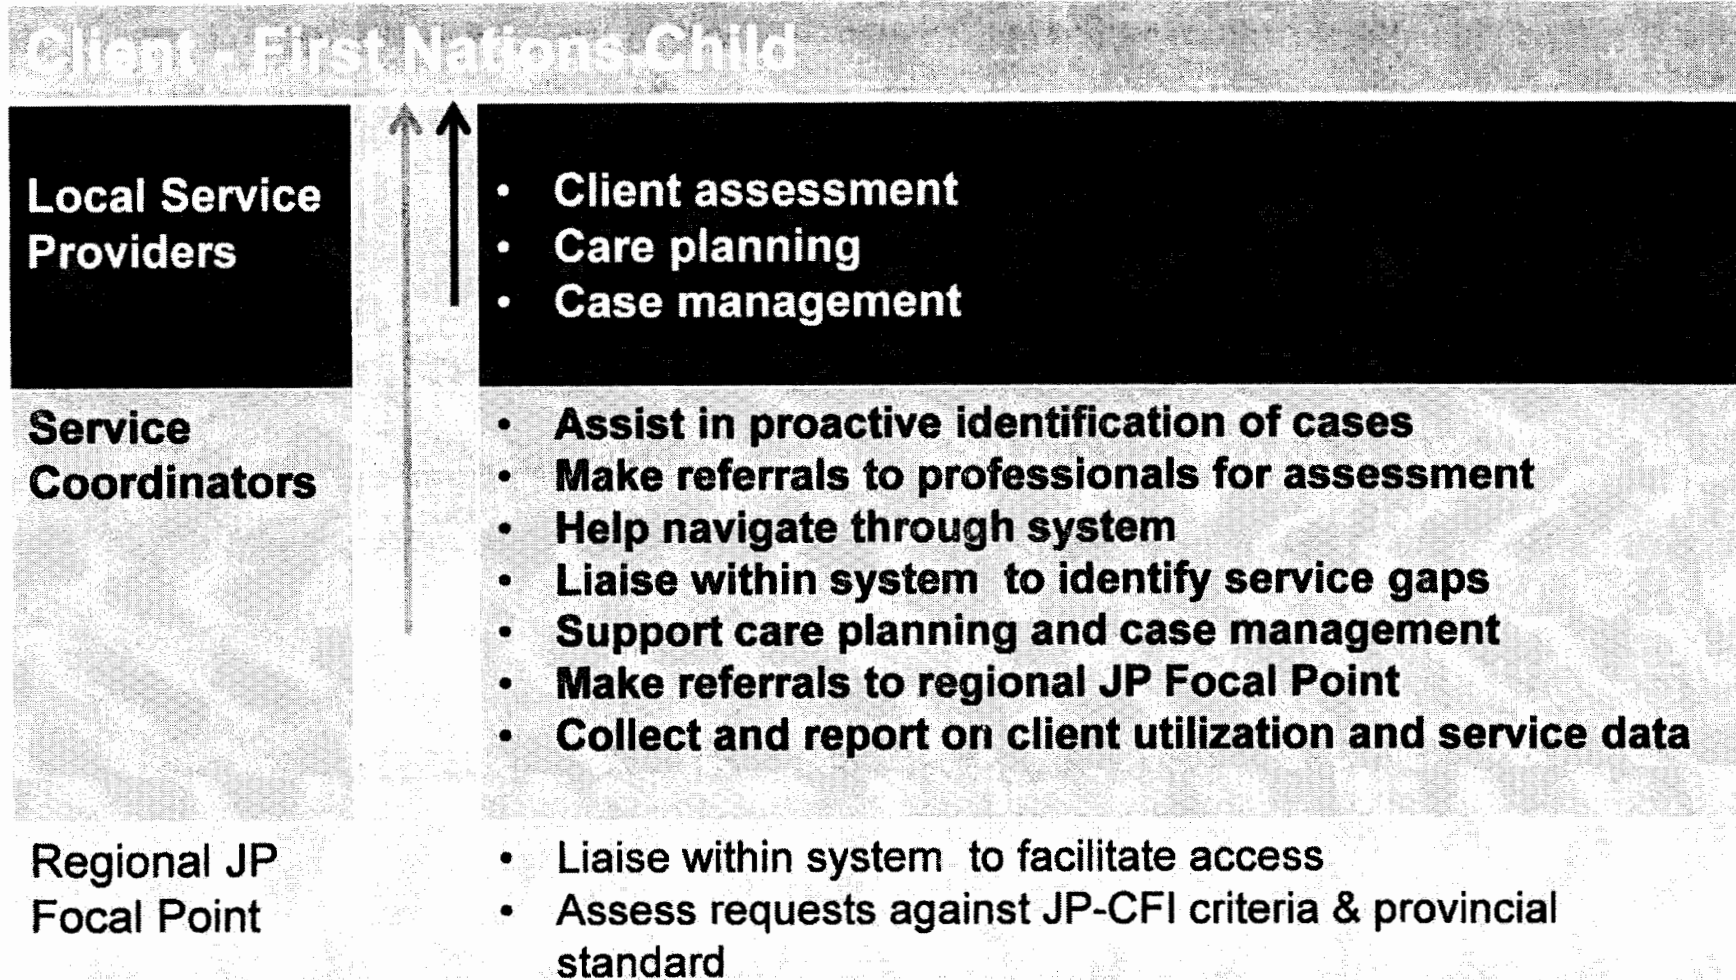 Client - First Nations Child
Local Service
Providers
• Client assessment
• Care planning
• Case management
Service
Coordinators
• Assist in proactive identification of cases
• Make referrals to professionals for assessment
• Help navigate through system
• Liaise within system  to identify service gaps
• Support care planning and case management
• Make referrals to regional JP Focal Point
• Collect and report on client utilization and service data
Regional JP
Focal Point
• Liaise within system  to facilitate access
• Assess requests against JP-CFI criteria & provincial
standard